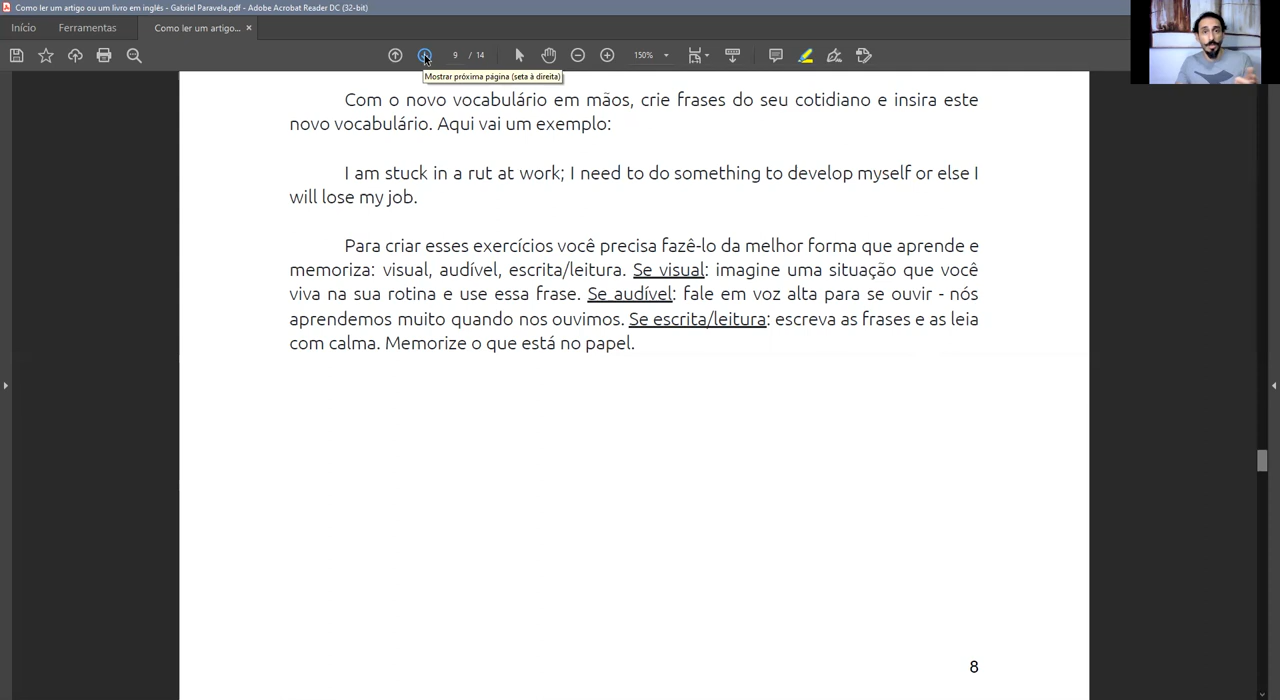 Como ler um artigo ou um livro em inglês - Gabriel Paravela.pdf - Adobe Acrobat Reader DC (32-bit)
Início Ferramentas Como ler um artigo... ×
9 / 14 150%
Mostrar próxima página (seta à direita)
Com o novo vocabulário em mãos, crie frases do seu cotidiano e insira este
novo vocabulário. Aqui vai um exemplo:
I am stuck in a rut at work; I need to do something to develop myself or else I
will lose my job.
Para criar esses exercícios você precisa fazê-lo da melhor forma que aprende e
memoriza: visual, audível, escrita/leitura. Se visual: imagine uma situação que você
viva na sua rotina e use essa frase. Se audível: fale em voz alta para se ouvir - nós
aprendemos muito quando nos ouvimos. Se escrita/leitura: escreva as frases e as leia
com calma. Memorize o que está no papel.
8